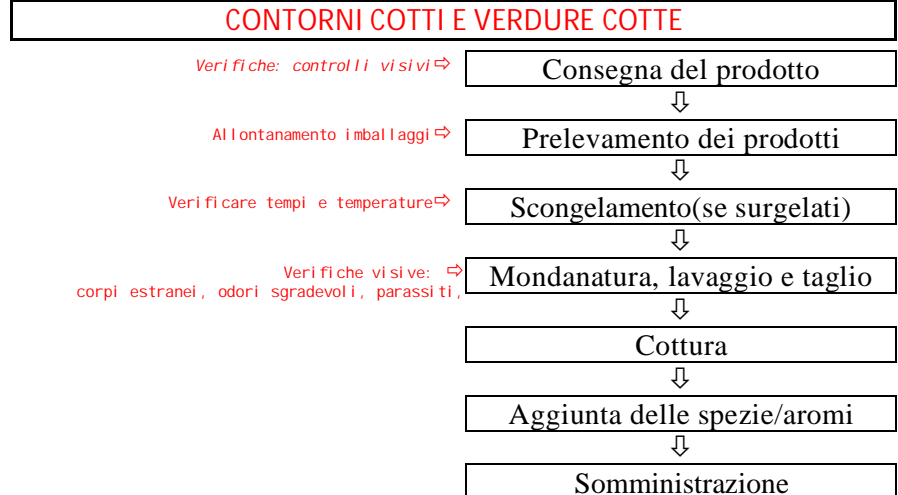 CONTORNI COTTI E VERDURE COTTE
Verifiche: controlli visivi⇨ Consegna del prodotto
⇩
Allontanamento imballaggi⇨ Prelevamento dei prodotti
⇩
Verificare tempi e temperature⇨ Scongelamento(se surgelati)
⇩
Verifiche visive: ⇨ Mondanatura, lavaggio e taglio
corpi estranei, odori sgradevoli, parassiti,
⇩
Cottura
⇩
Aggiunta delle spezie/aromi
⇩
Somministrazione